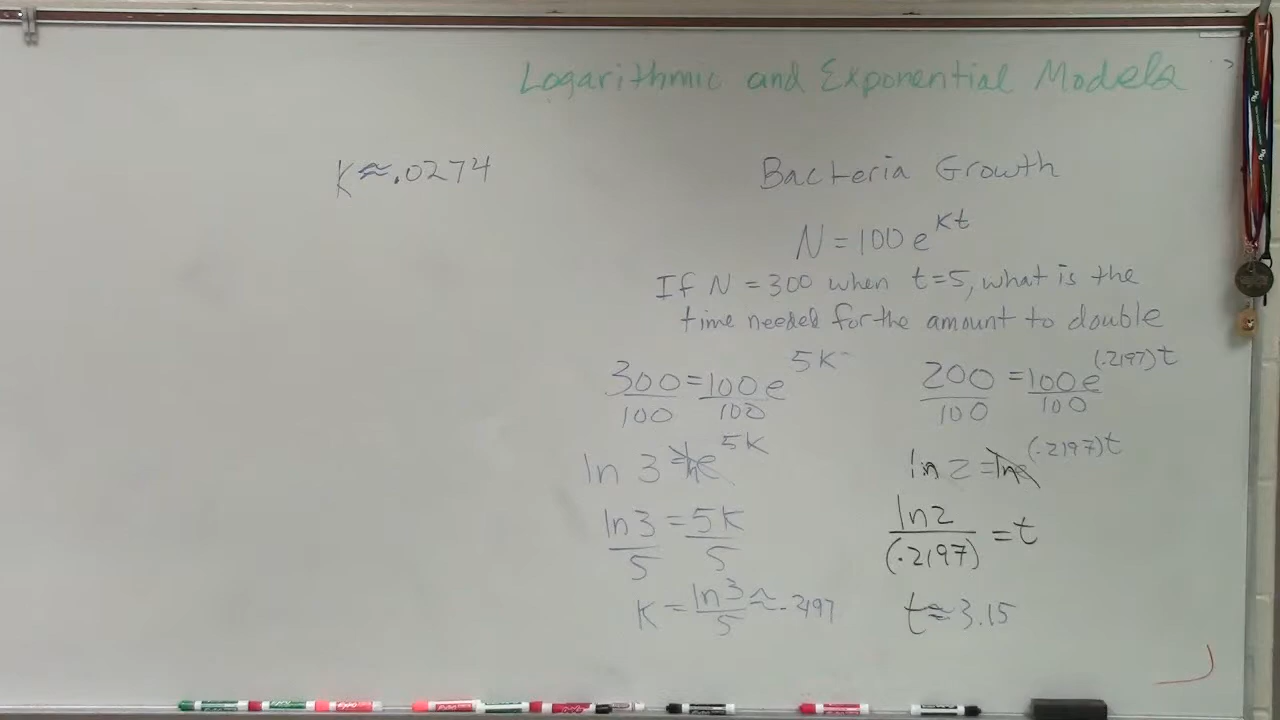 Logarithmic and Exponential Models
K≈.0274
Bacteria Growth
N = 100 e^{Kt}
If N = 300 when t=5, what is the
time needed for the amount to double
300/100 = 100e^{5K}/100
ln 3 = ln e^{5K}
ln3/5 = 5K/5
K = ln3/5 ≈ .2197
200/100 = 100e^{(.2197)t}/100
ln 2 = ln e^{(.2197)t}
ln2/(.2197) = t
t≈3.15